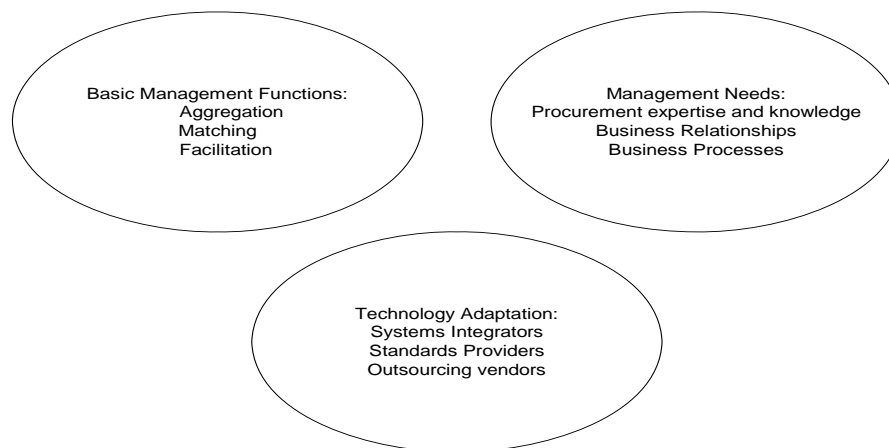 Basic Management Functions:
Aggregation
Matching
Facilitation
Management Needs:
Procurement expertise and knowledge
Business Relationships
Business Processes
Technology Adaptation:
Systems Integrators
Standards Providers
Outsourcing vendors